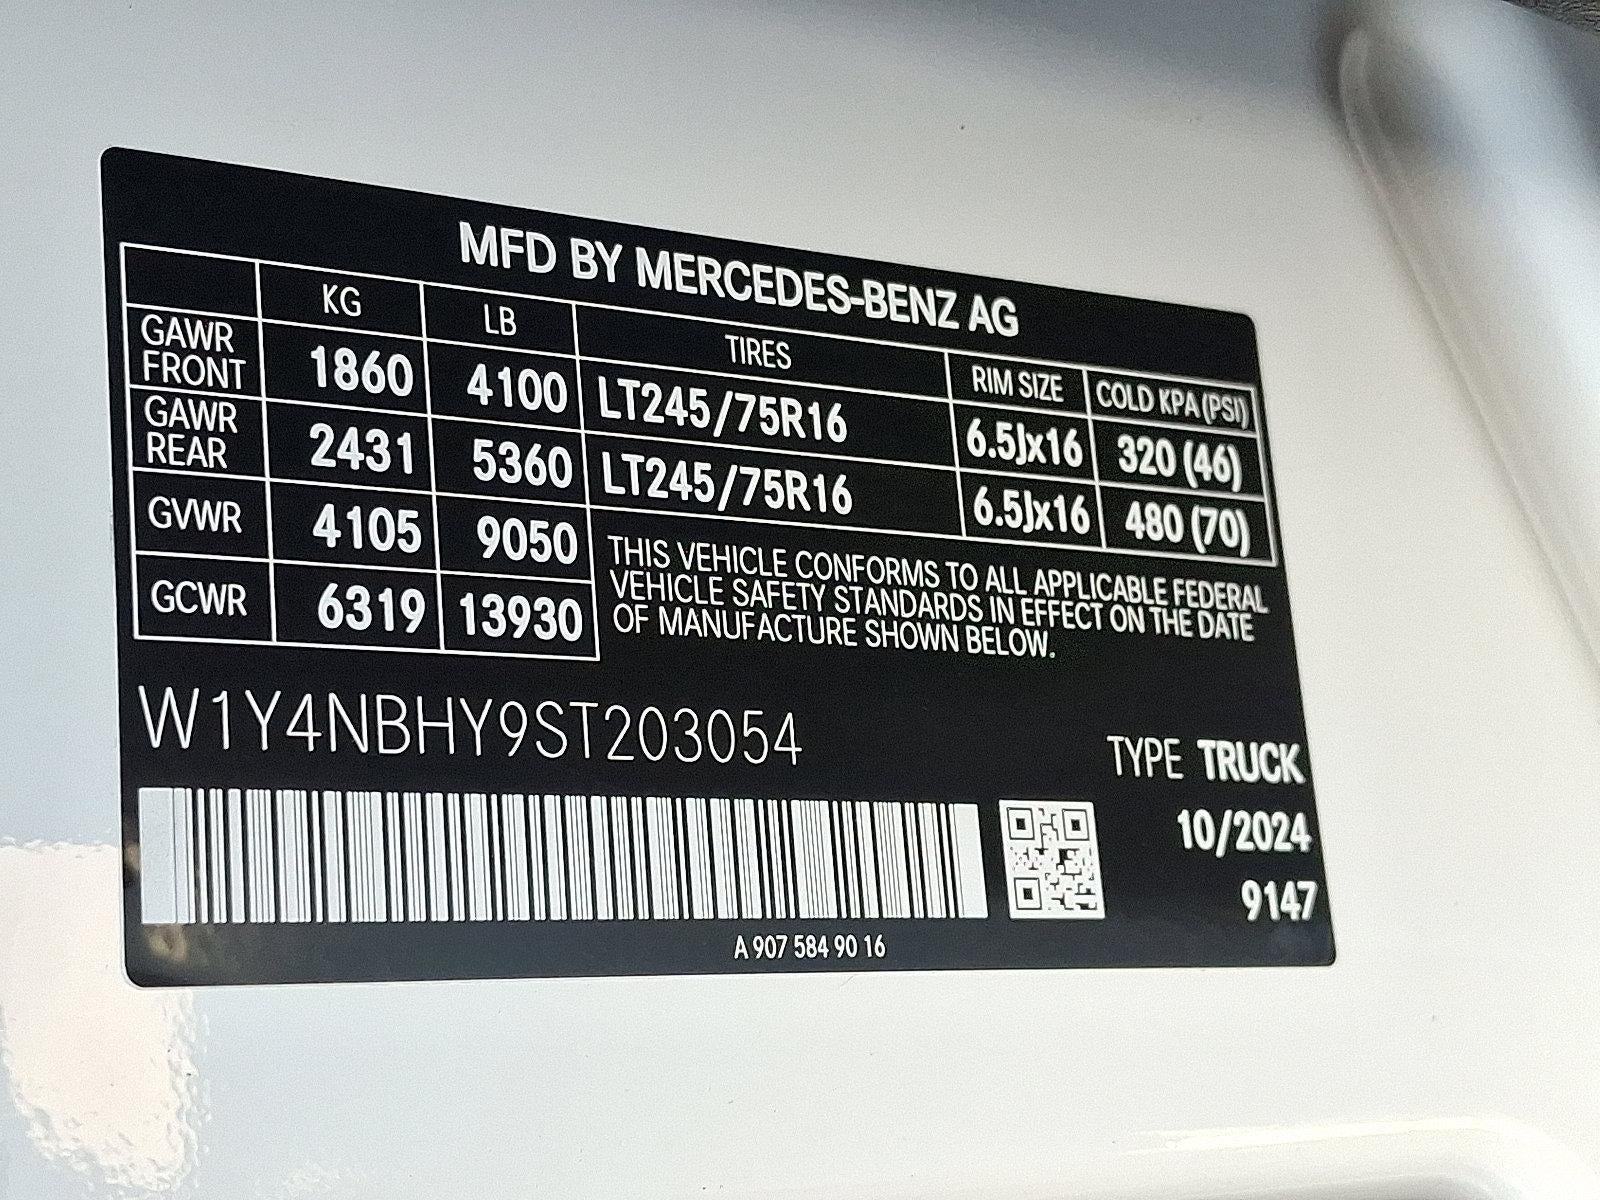 MFD BY MERCEDES-BENZ AG
KG LB TIRES RIM SIZE COLD KPA (PSI)
GAWR FRONT 1860 4100 LT245/75R16 6.5Jx16 320 (46)
GAWR REAR 2431 5360 LT245/75R16 6.5Jx16 480 (70)
GVWR 4105 9050
GCWR 6319 13930
THIS VEHICLE CONFORMS TO ALL APPLICABLE FEDERAL
VEHICLE SAFETY STANDARDS IN EFFECT ON THE DATE
OF MANUFACTURE SHOWN BELOW.
W1Y4NBHY9ST203054
TYPE TRUCK
10/2024
9147
A 907 584 90 16